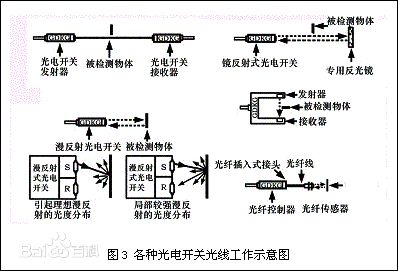 GDKG
GDKG
光电开关
发射器
被检测物体
光电开关
接收器
GDKG
被检测物体
镜反射式光电开关
专用反光镜
GDKG
漫反射光电开关
被检测物体
GDKG
发射器
被检测物体
接收器
漫反射
式光电
开关
S
R
引起理想漫反
射的光度分布
漫反射
式光电
开关
S
R
局部较强漫反
射的光度分布
光纤插入式接头
光纤线
GDKG
光纤控制器
光纤传感器
Bai百科
图3 各种光电开关光线工作示意图